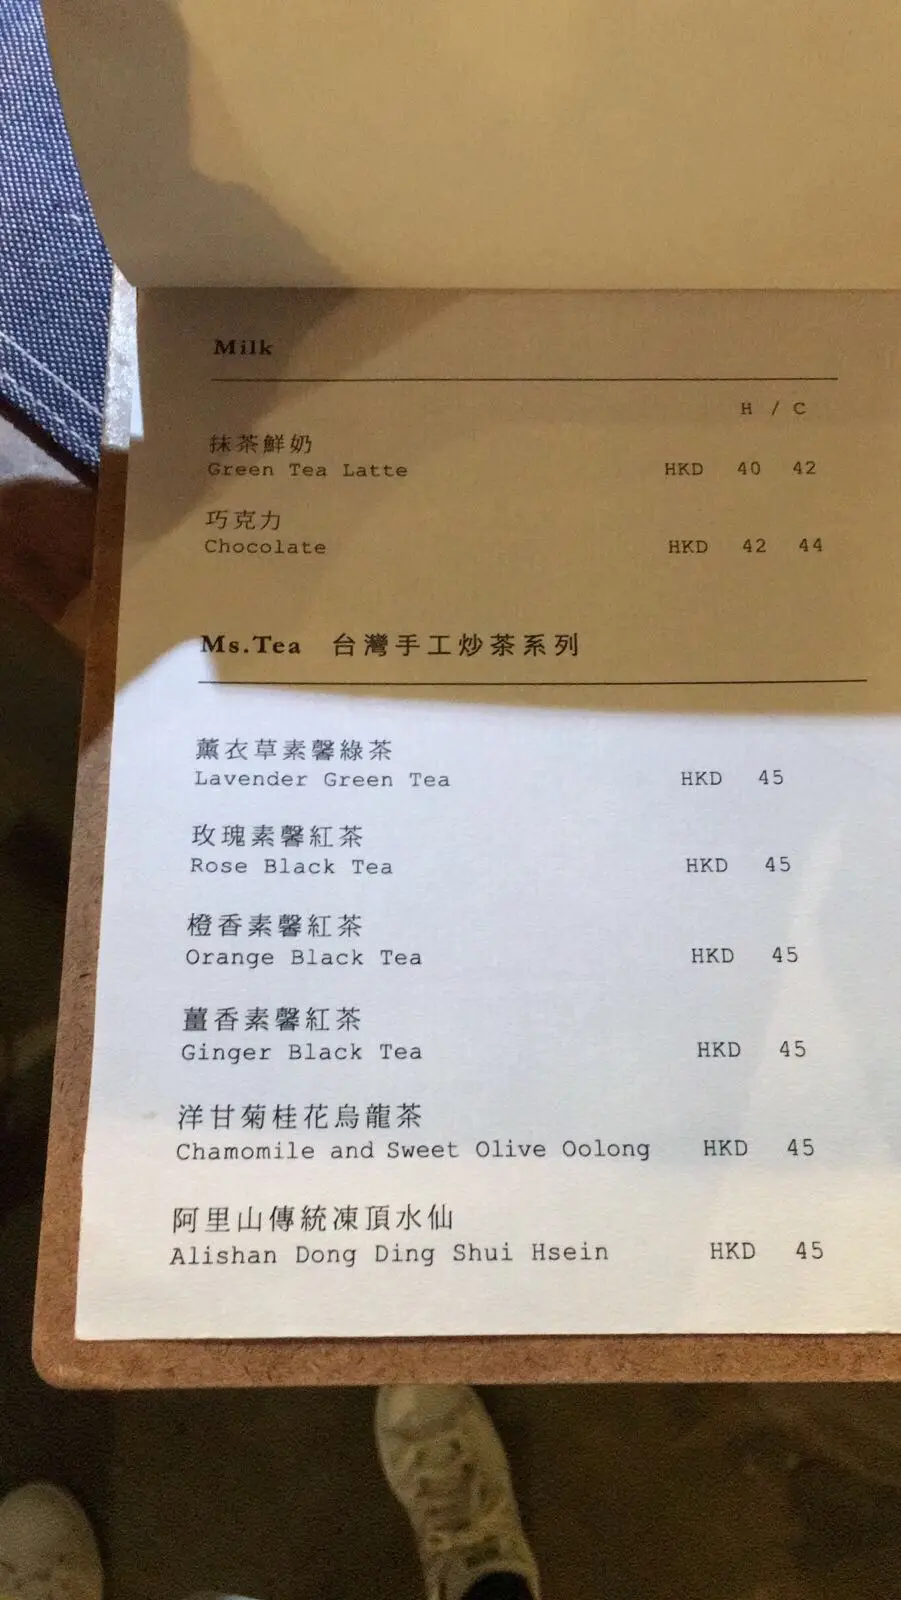 Milk
H / C
抹茶鮮奶
Green Tea Latte HKD 40 42
巧克力
Chocolate HKD 42 44
Ms.Tea 台灣手工炒茶系列
薰衣草素馨綠茶
Lavender Green Tea HKD 45
玫瑰素馨紅茶
Rose Black Tea HKD 45
橙香素馨紅茶
Orange Black Tea HKD 45
薑香素馨紅茶
Ginger Black Tea HKD 45
洋甘菊桂花烏龍茶
Chamomile and Sweet Olive Oolong HKD 45
阿里山傳統凍頂水仙
Alishan Dong Ding Shui Hsein HKD 45